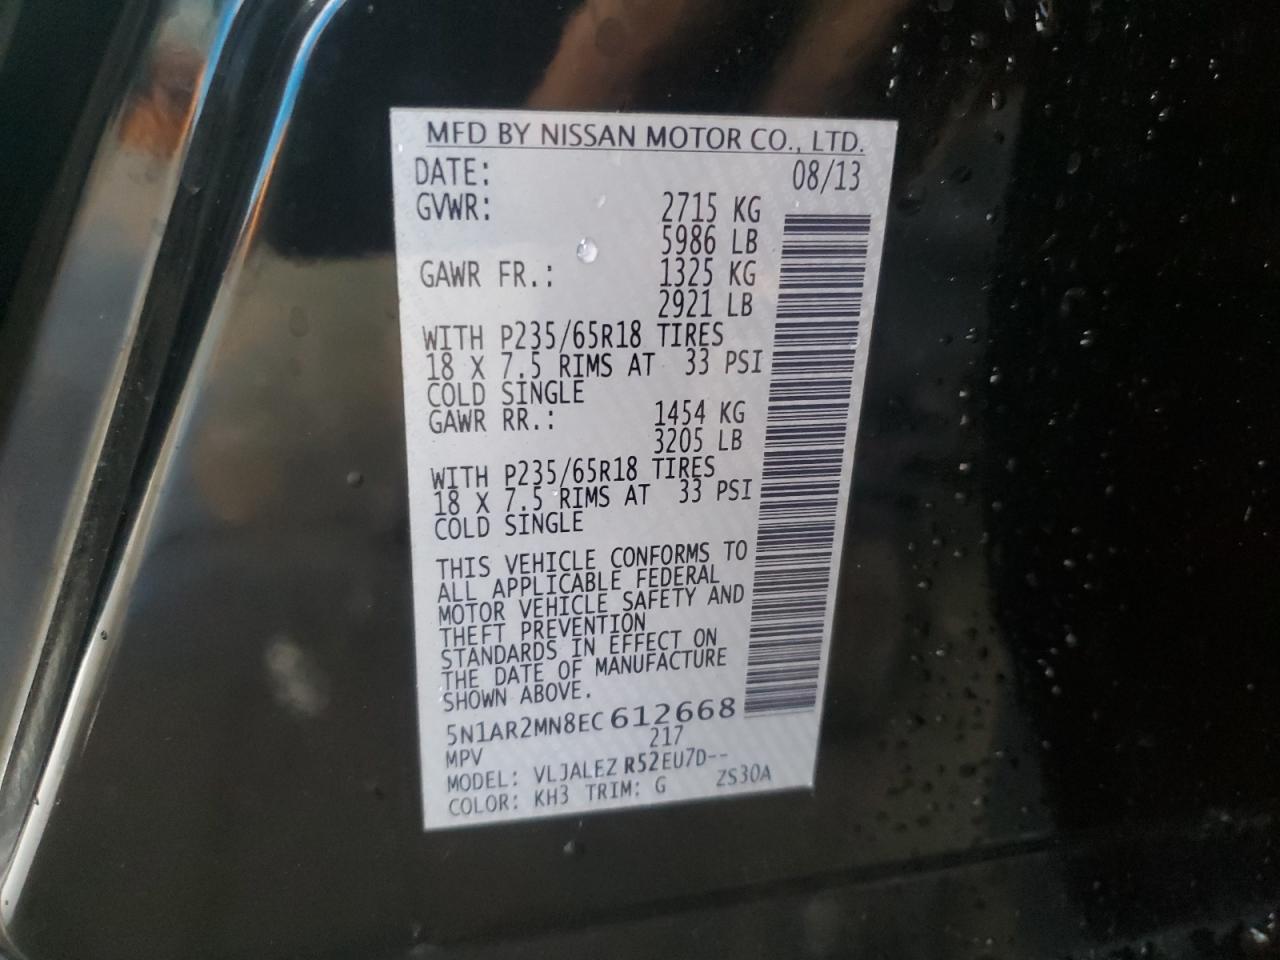 MFD BY NISSAN MOTOR CO., LTD.
DATE: 08/13
GVWR: 2715 KG
5986 LB
GAWR FR.: 1325 KG
2921 LB
WITH P235/65R18 TIRES
18 X 7.5 RIMS AT 33 PSI
COLD SINGLE
GAWR RR.: 1454 KG
3205 LB
WITH P235/65R18 TIRES
18 X 7.5 RIMS AT 33 PSI
COLD SINGLE
THIS VEHICLE CONFORMS TO
ALL APPLICABLE FEDERAL
MOTOR VEHICLE SAFETY AND
THEFT PREVENTION
STANDARDS IN EFFECT ON
THE DATE OF MANUFACTURE
SHOWN ABOVE.
5N1AR2MN8EC 612668
MPV 217
MODEL: VLJALEZ R52EU7D--
COLOR: KH3 TRIM: G ZS30A